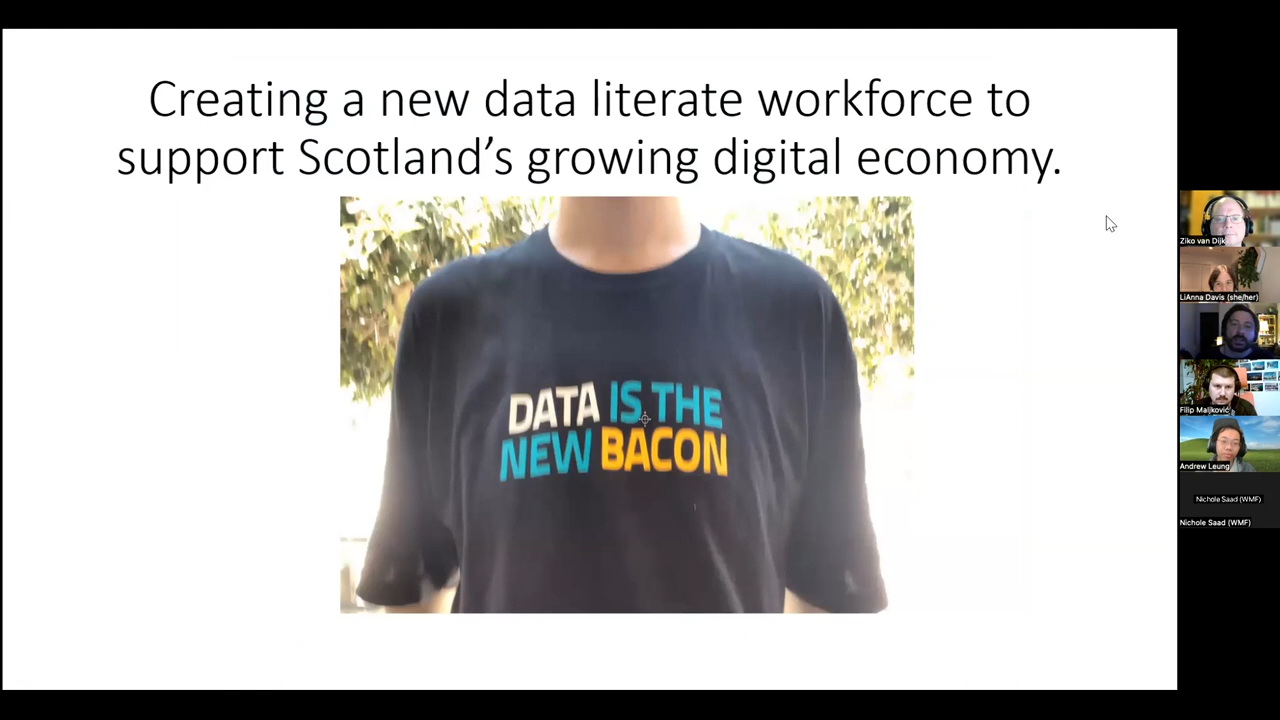 Creating a new data literate workforce to
support Scotland's growing digital economy.
DATA IS THE
NEW BACON
Ziko van Dijk
LiAnna Davis (she/her)
Filip Maljković
Andrew Leung
Nichole Saad (WMF)
Nichole Saad (WMF)